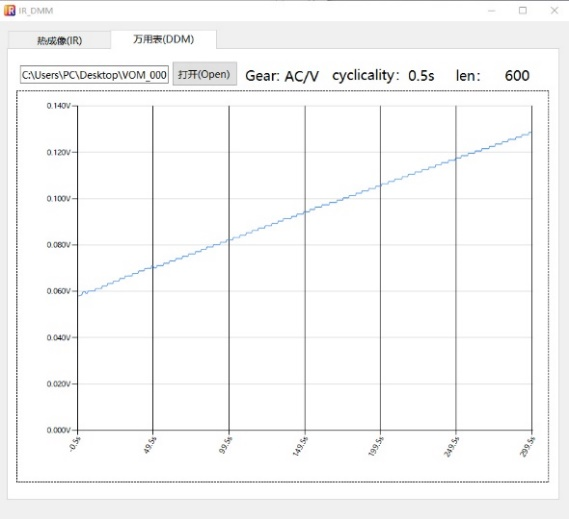 IR_DMM
热成像(IR) 万用表(DDM)
C:\Users\PC\Desktop\VOM_000 打开(Open) Gear: AC/V cyclicality: 0.5s len: 600
0.140V
0.120V
0.100V
0.080V
0.060V
0.040V
0.020V
0.000V
-0.5s 49.5s 99.5s 149.5s 199.5s 249.5s 299.5s